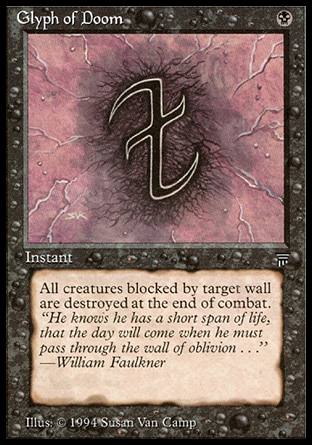 Glyph of Doom
SK
Instant
All creatures blocked by target wall
are destroyed at the end of combat.
“He knows he has a short span of life,
that the day will come when he must
pass through the wall of oblivion . . .”
—William Faulkner
Illus. © 1994 Susan Van Camp